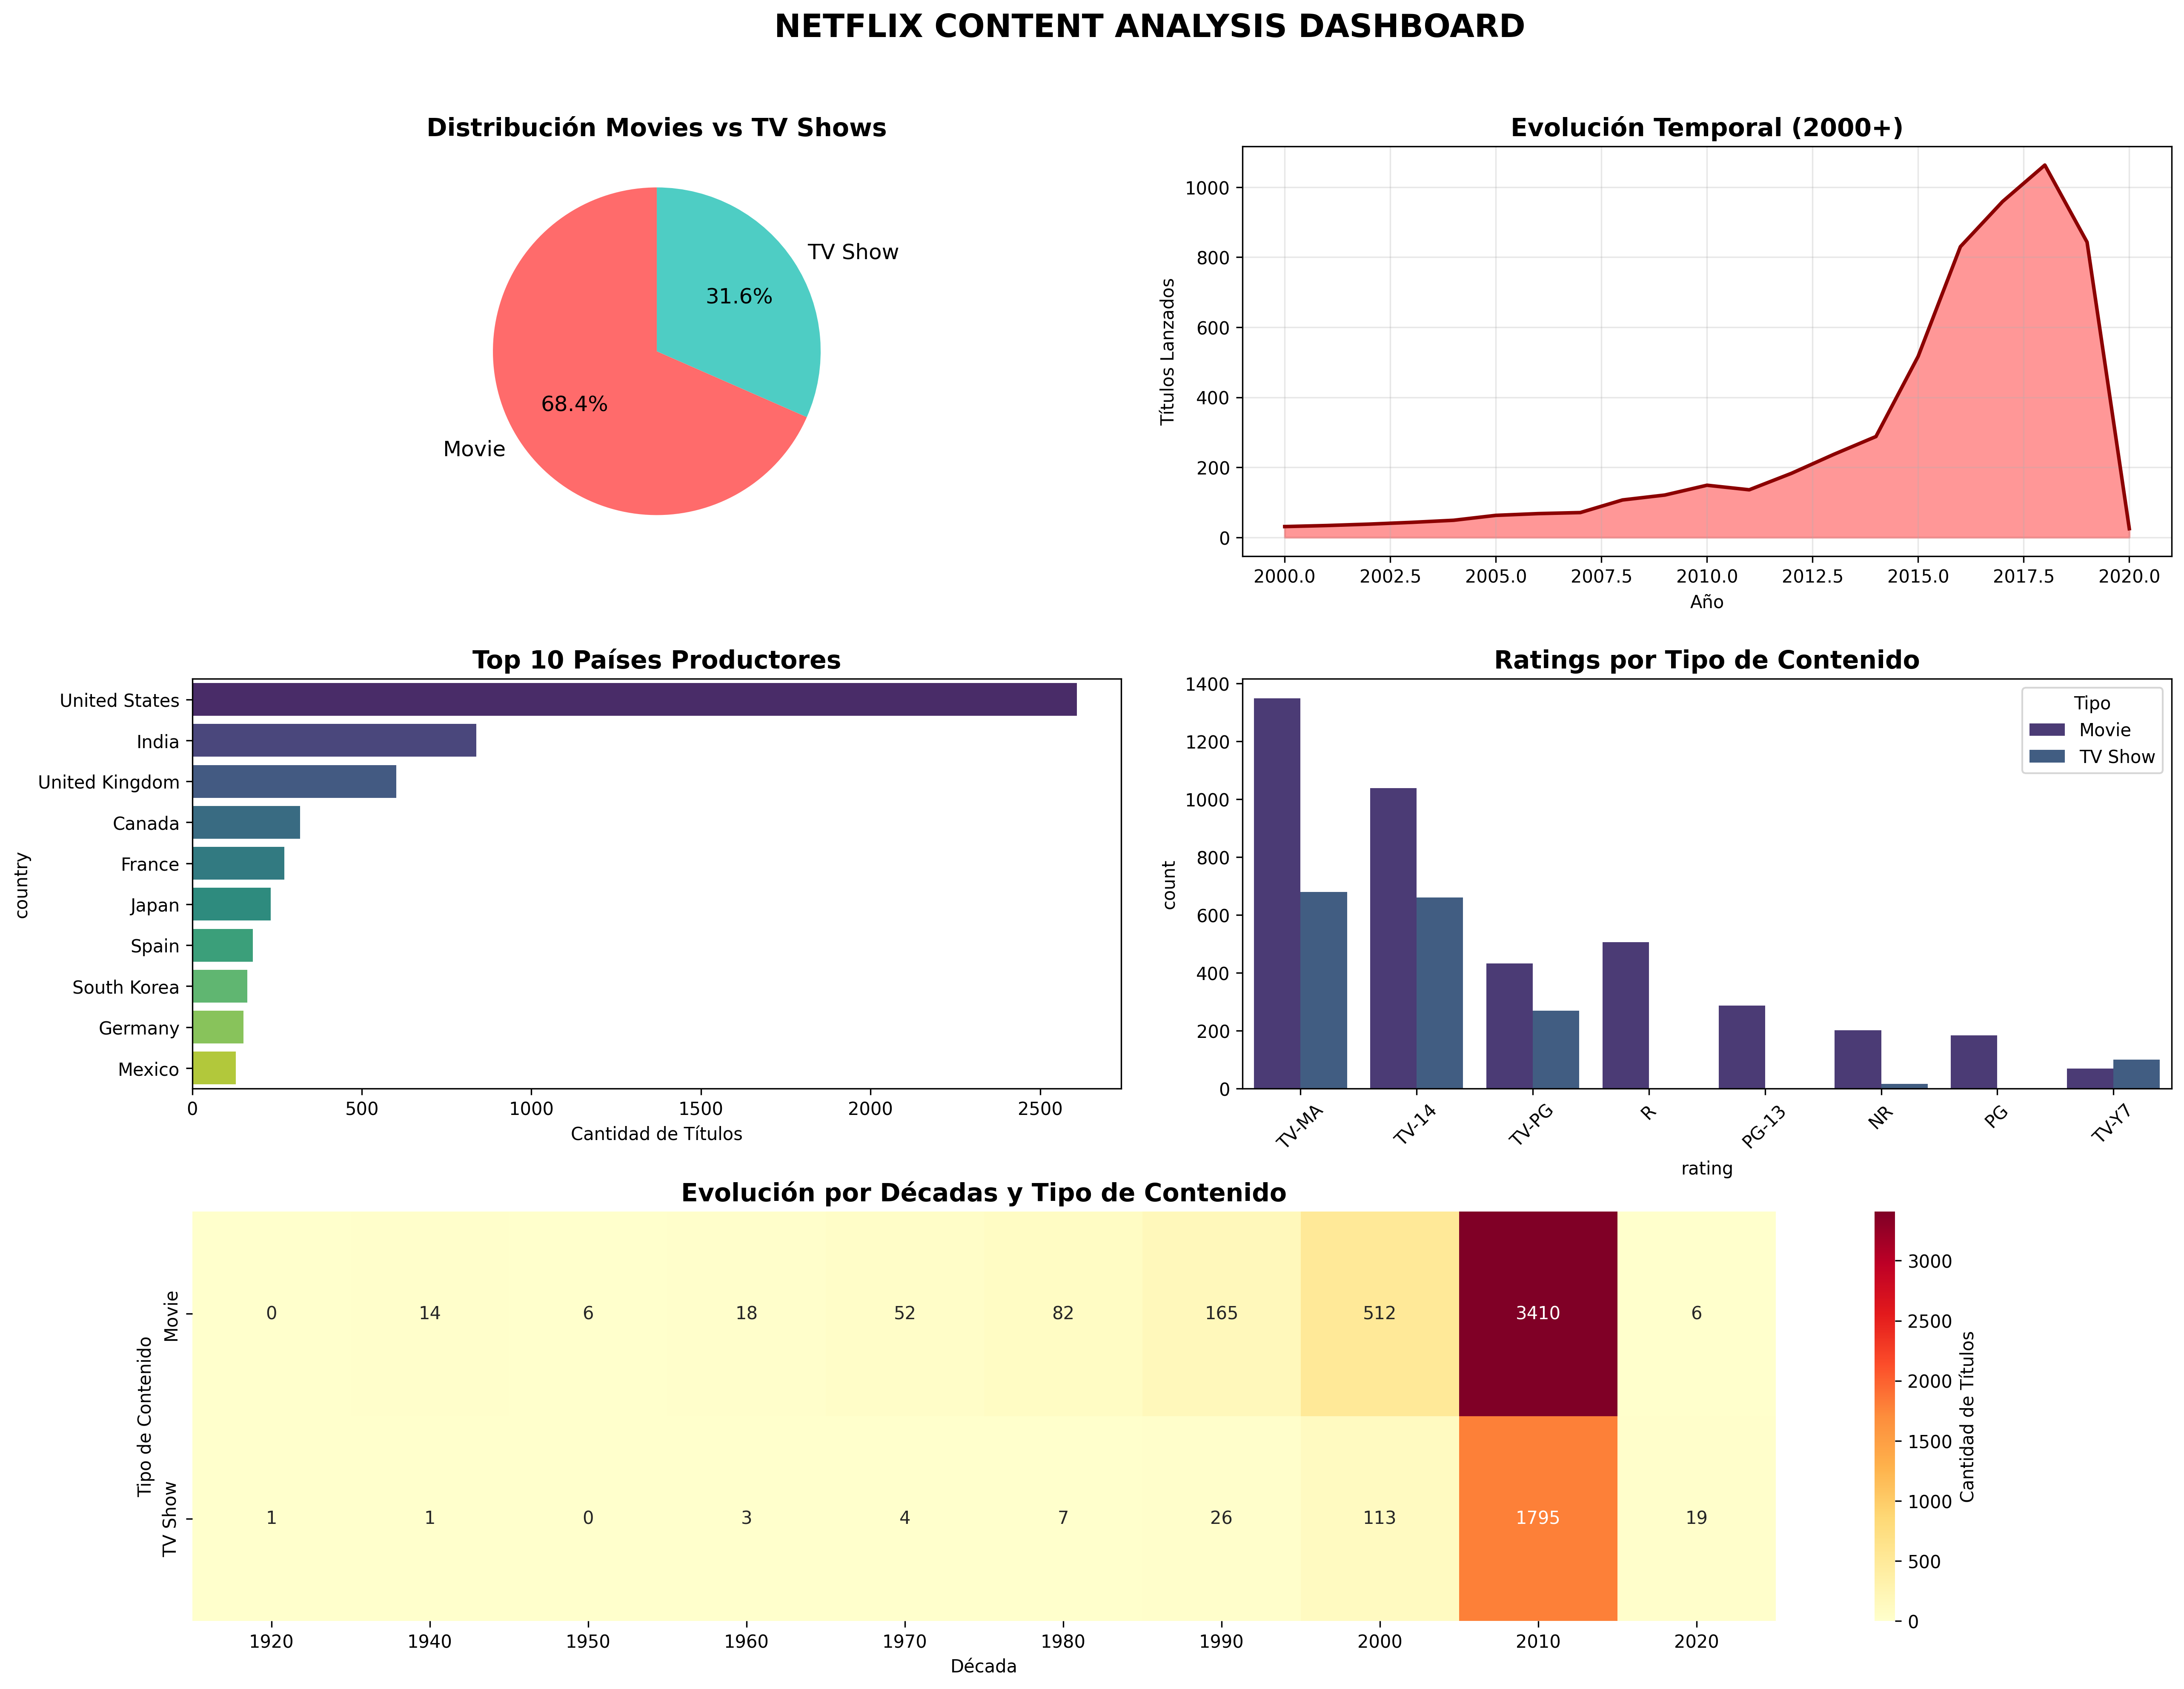 NETFLIX CONTENT ANALYSIS DASHBOARD
Distribución Movies vs TV Shows
TV Show
31.6%
68.4%
Movie
Evolución Temporal (2000+)
Títulos Lanzados
1000
800
600
400
200
0
2000.0 2002.5 2005.0 2007.5 2010.0 2012.5 2015.0 2017.5 2020.0
Año
Top 10 Países Productores
country
United States
India
United Kingdom
Canada
France
Japan
Spain
South Korea
Germany
Mexico
0 500 1000 1500 2000 2500
Cantidad de Títulos
Ratings por Tipo de Contenido
Tipo
Movie
TV Show
count
1400
1200
1000
800
600
400
200
0
TV-MA TV-14 TV-PG R PG-13 NR PG TV-Y7
rating
Evolución por Décadas y Tipo de Contenido
Tipo de Contenido
Movie
0 14 6 18 52 82 165 512 3410 6
TV Show
1 1 0 3 4 7 26 113 1795 19
1920 1940 1950 1960 1970 1980 1990 2000 2010 2020
Década
3000
2500
2000
1500
1000
500
0
Cantidad de Títulos